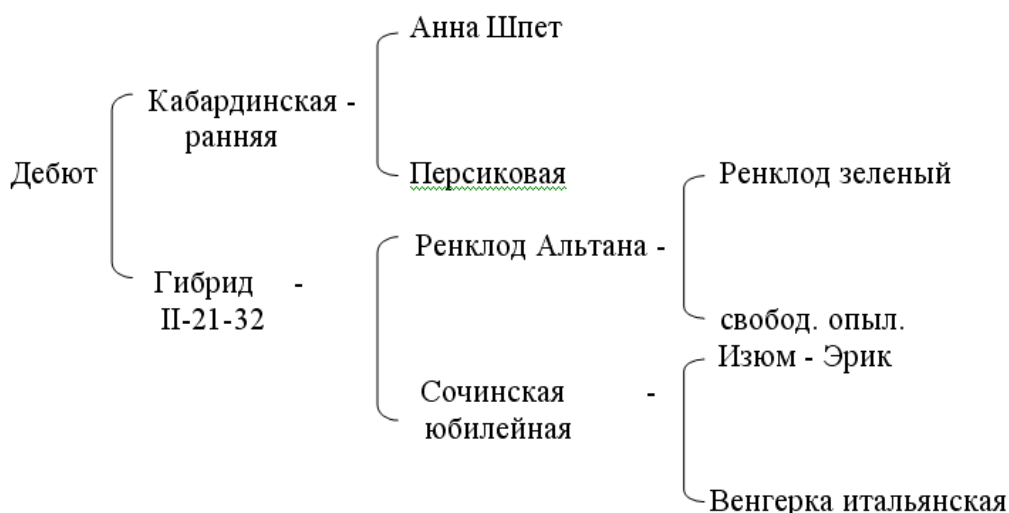 Анна Шпет
Кабардинская -
ранняя
Дебют
Персиковая
Ренклод зеленый
Ренклод Альтана -
Гибрид -
II-21-32
свобод. опыл.
Изюм - Эрик
Сочинская -
юбилейная
Венгерка итальянская